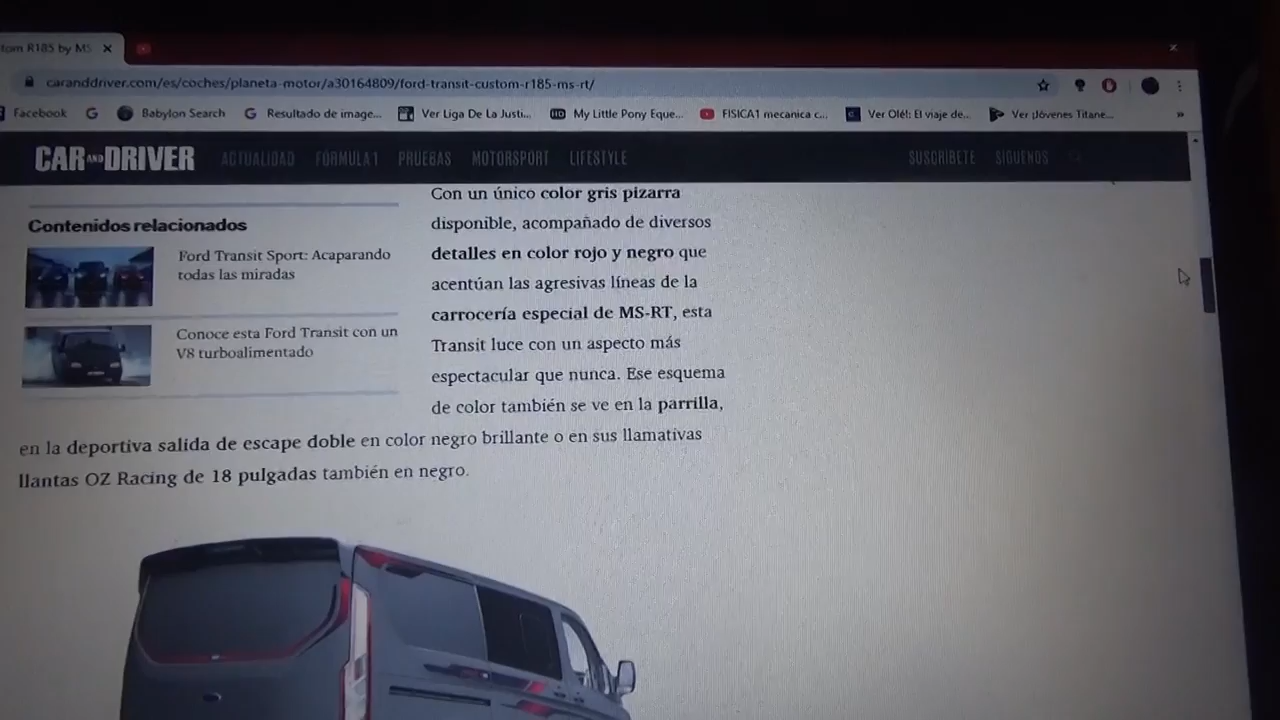 tom R185 by MS
caranddriver.com/es/coches/planeta-motor/a30164809/ford-transit-custom-r185-ms-rt/
Facebook Babylon Search Resultado de image... Ver Liga De La Justi... My Little Pony Eque... FISICA1 mecanica c... Ver Olé!: El viaje de... Ver ¡Jóvenes Titane... »
CAR AND DRIVER ACTUALIDAD FÓRMULA 1 PRUEBAS MOTORSPORT LIFESTYLE SUSCRÍBETE SÍGUENOS
Contenidos relacionados
Ford Transit Sport: Acaparando
todas las miradas
Conoce esta Ford Transit con un
V8 turboalimentado
Con un único color gris pizarra
disponible, acompañado de diversos
detalles en color rojo y negro que
acentúan las agresivas líneas de la
carrocería especial de MS-RT, esta
Transit luce con un aspecto más
espectacular que nunca. Ese esquema
de color también se ve en la parrilla,
en la deportiva salida de escape doble en color negro brillante o en sus llamativas
llantas OZ Racing de 18 pulgadas también en negro.